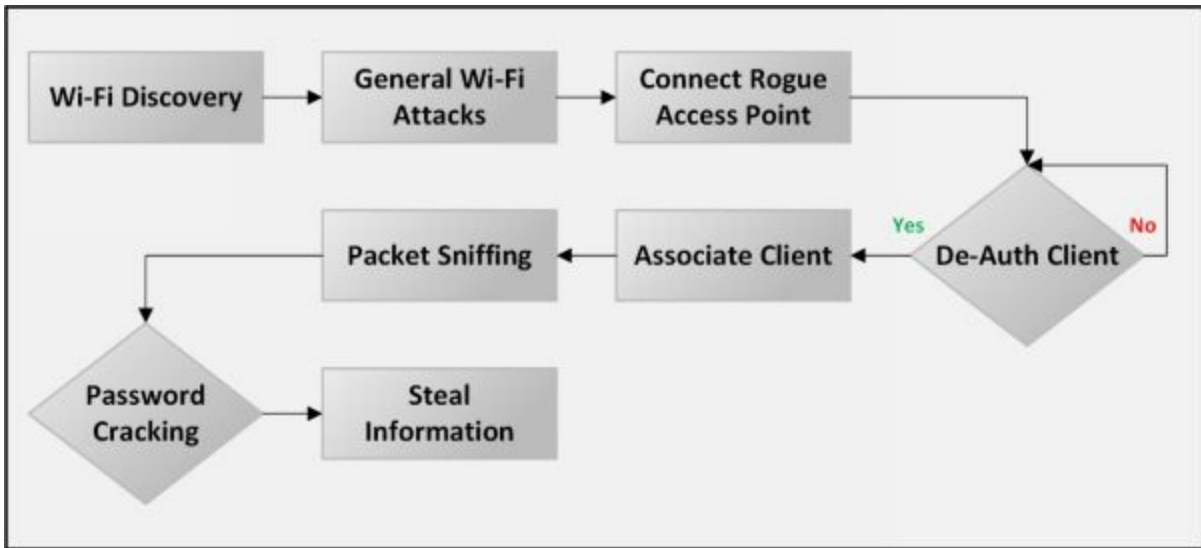 Wi-Fi Discovery
General Wi-Fi
Attacks
Connect Rogue
Access Point
De-Auth Client
No
Yes
Associate Client
Packet Sniffing
Password
Cracking
Steal
Information